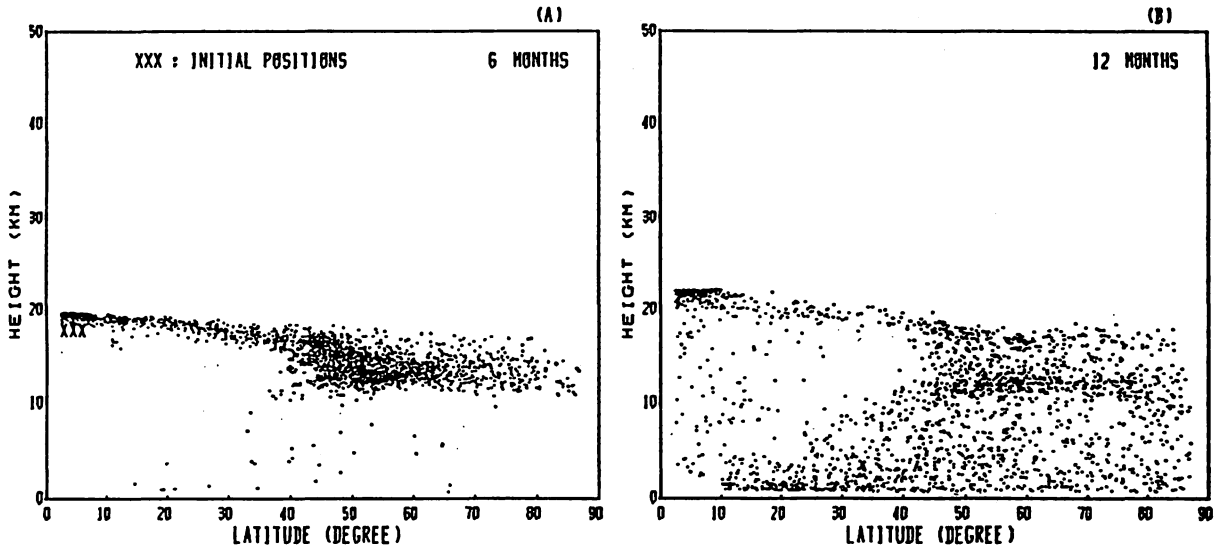 (A)
50
XXX : INITIAL POSITIONS
6 MONTHS
40
30
20
XXX
10
0
HEIGHT (KM)
0 10 20 30 40 50 60 70 80 90
LATITUDE (DEGREE)
(B)
50
12 MONTHS
40
30
20
10
0
HEIGHT (KM)
0 10 20 30 40 50 60 70 80 90
LATITUDE (DEGREE)